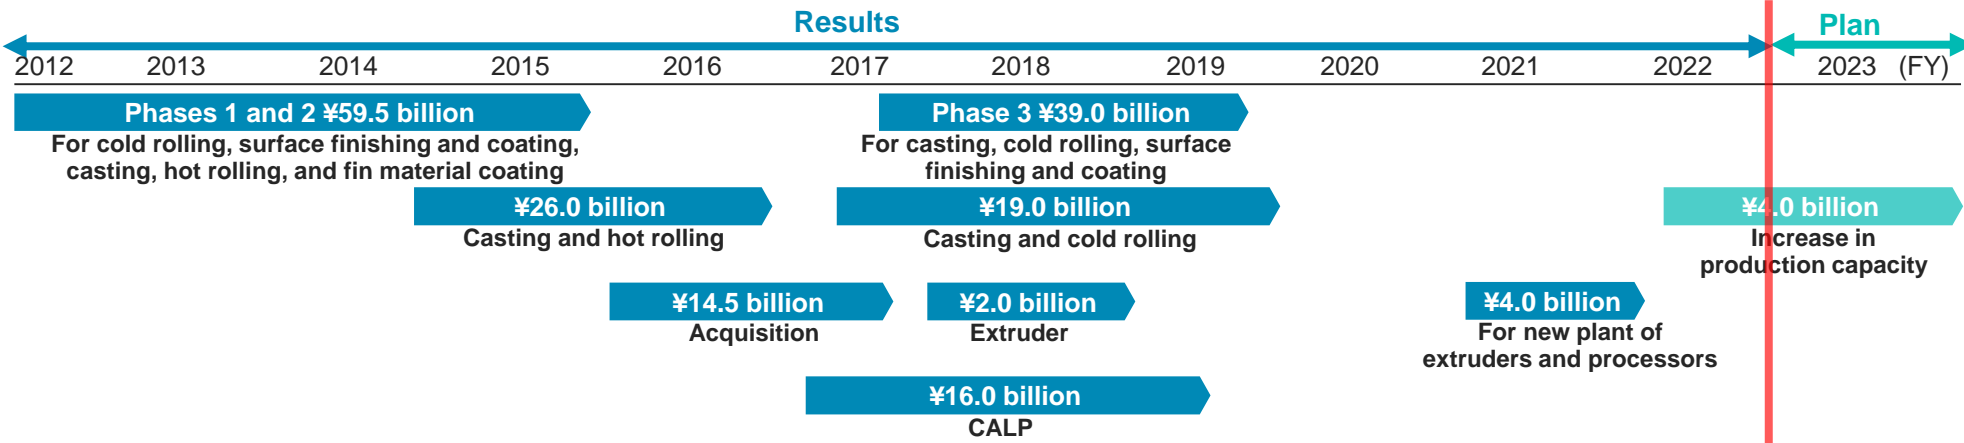 Results
Plan
2012 2013 2014 2015 2016 2017 2018 2019 2020 2021 2022 2023 (FY)
Phases 1 and 2 ¥59.5 billion
For cold rolling, surface finishing and coating,
casting, hot rolling, and fin material coating
Phase 3 ¥39.0 billion
For casting, cold rolling, surface
finishing and coating
¥26.0 billion
Casting and hot rolling
¥19.0 billion
Casting and cold rolling
¥4.0 billion
Increase in
production capacity
¥14.5 billion
Acquisition
¥2.0 billion
Extruder
¥4.0 billion
For new plant of
extruders and processors
¥16.0 billion
CALP